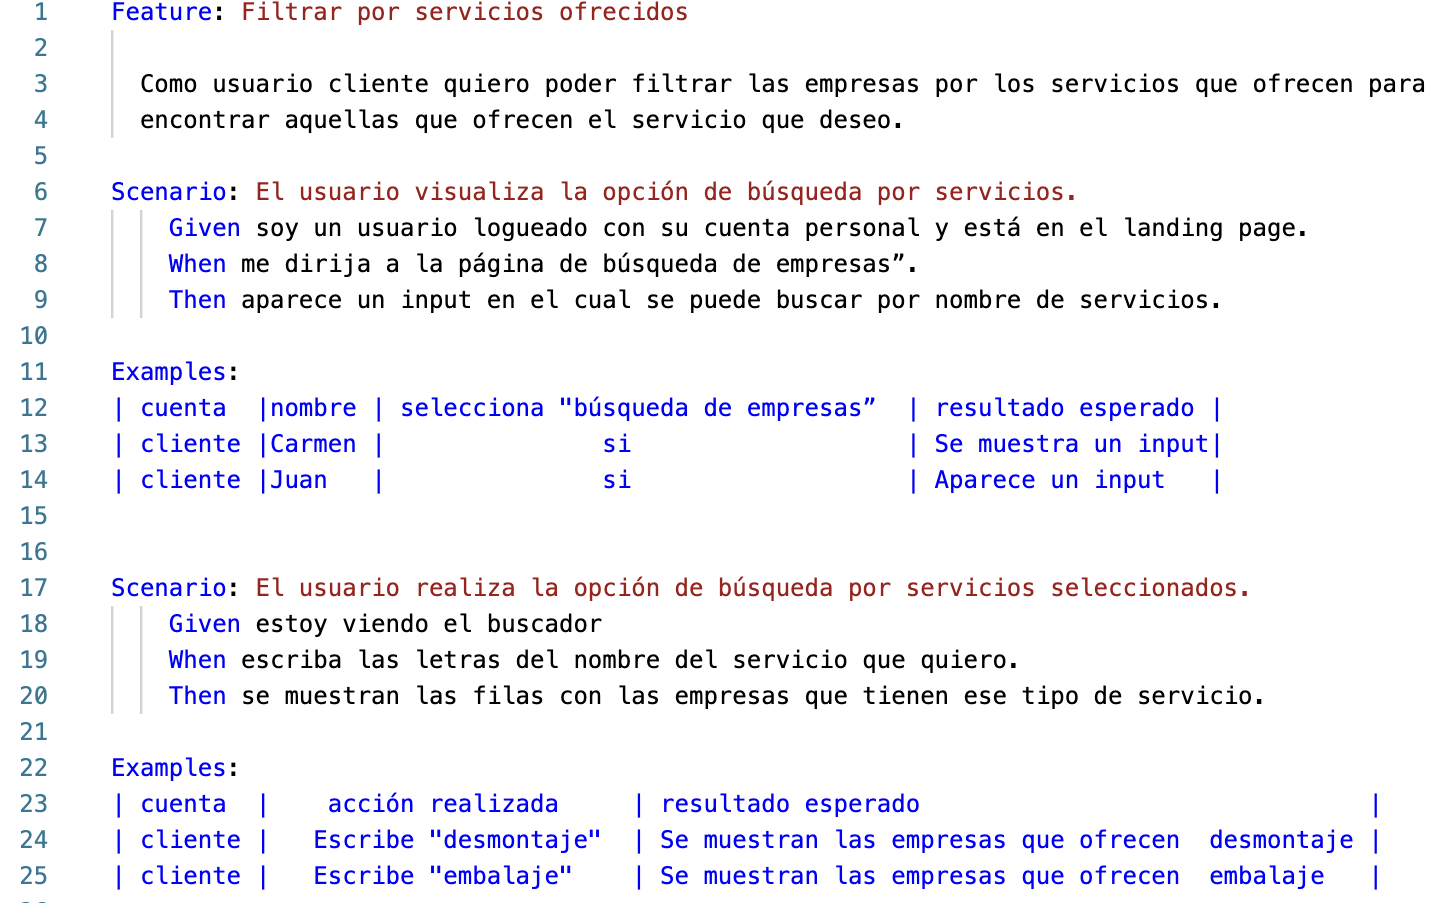 1 Feature: Filtrar por servicios ofrecidos
2
3 Como usuario cliente quiero poder filtrar las empresas por los servicios que ofrecen para
4 encontrar aquellas que ofrecen el servicio que deseo.
5
6 Scenario: El usuario visualiza la opción de búsqueda por servicios.
7 Given soy un usuario logueado con su cuenta personal y está en el landing page.
8 When me dirija a la página de búsqueda de empresas”.
9 Then aparece un input en el cual se puede buscar por nombre de servicios.
10
11 Examples:
12 | cuenta |nombre | selecciona "búsqueda de empresas” | resultado esperado |
13 | cliente |Carmen | si | Se muestra un input|
14 | cliente |Juan | si | Aparece un input |
15
16
17 Scenario: El usuario realiza la opción de búsqueda por servicios seleccionados.
18 Given estoy viendo el buscador
19 When escriba las letras del nombre del servicio que quiero.
20 Then se muestran las filas con las empresas que tienen ese tipo de servicio.
21
22 Examples:
23 | cuenta | acción realizada | resultado esperado |
24 | cliente | Escribe "desmontaje" | Se muestran las empresas que ofrecen desmontaje |
25 | cliente | Escribe "embalaje" | Se muestran las empresas que ofrecen embalaje |